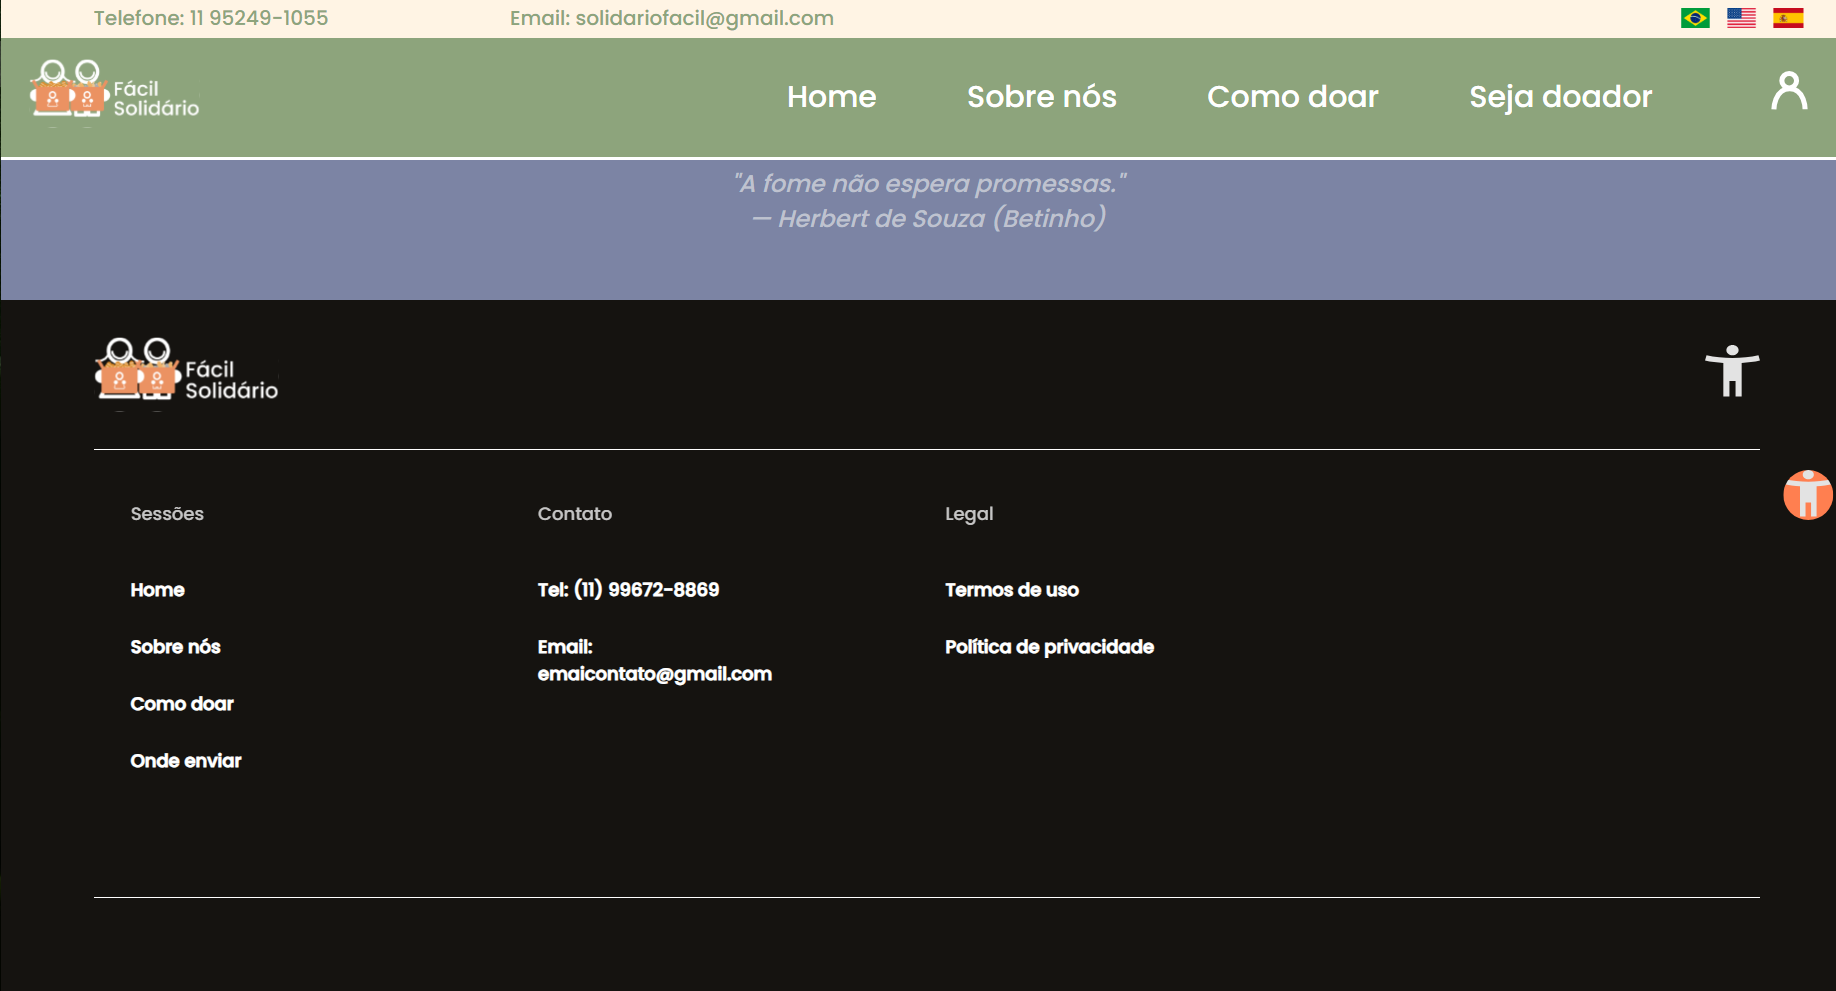 Telefone: 11 95249-1055
Email: solidariofacil@gmail.com
Fácil
Solidário
Home
Sobre nós
Como doar
Seja doador
"A fome não espera promessas."
— Herbert de Souza (Betinho)
Fácil
Solidário
Sessões
Home
Sobre nós
Como doar
Onde enviar
Contato
Tel: (11) 99672-8869
Email:
emaicontato@gmail.com
Legal
Termos de uso
Política de privacidade